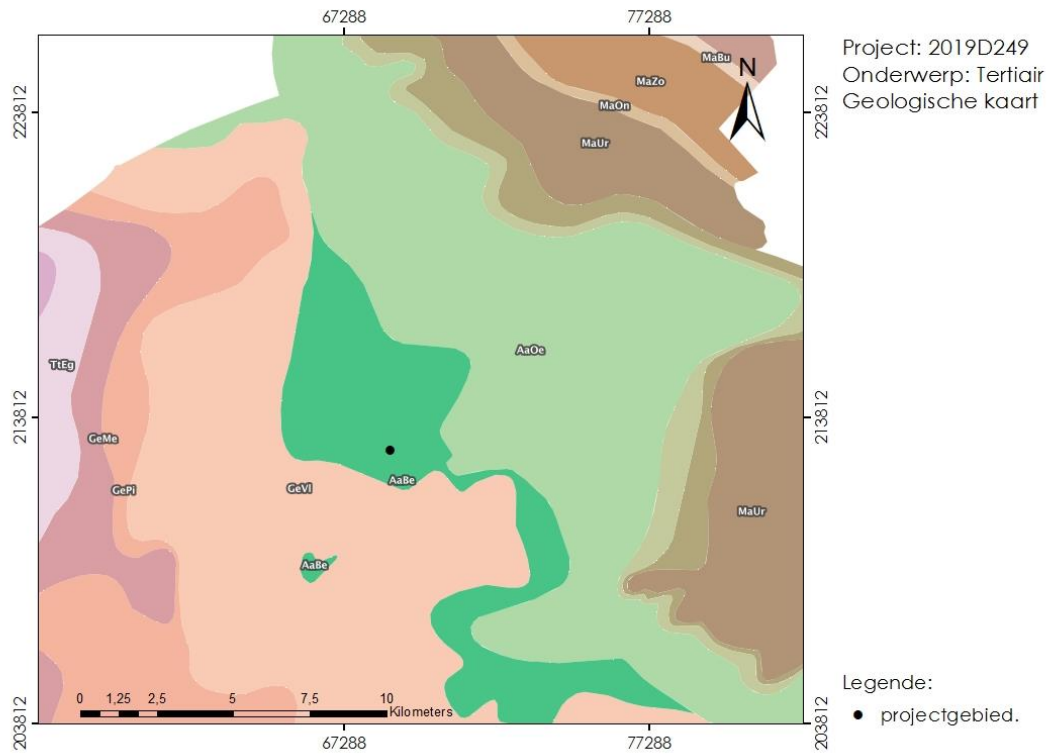 67288
77288
Project: 2019D249
Onderwerp: Tertiair
Geologische kaart
MaBu
N
MaZo
MaOn
223812
223812
MaUr
AaOe
TtEg
213812
213812
GeMe
AaBe
GePi
GeVl
MaUr
AaBe
Legende:
0 1,25 2,5 5 7,5 10
Kilometers
projectgebied.
203812
203812
67288
77288